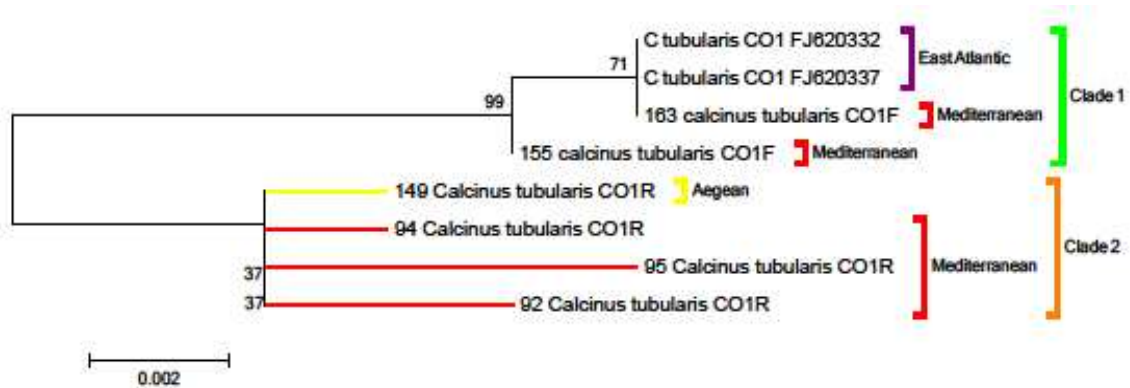 C tubularis CO1 FJ620332
East Atlantic
71
C tubularis CO1 FJ620337
Clade 1
99
163 calcinus tubularis CO1F
Mediterranean
155 calcinus tubularis CO1F
Mediterranean
149 Calcinus tubularis CO1R
Aegean
94 Calcinus tubularis CO1R
Clade 2
95 Calcinus tubularis CO1R
Mediterranean
37
37
92 Calcinus tubularis CO1R
0.002